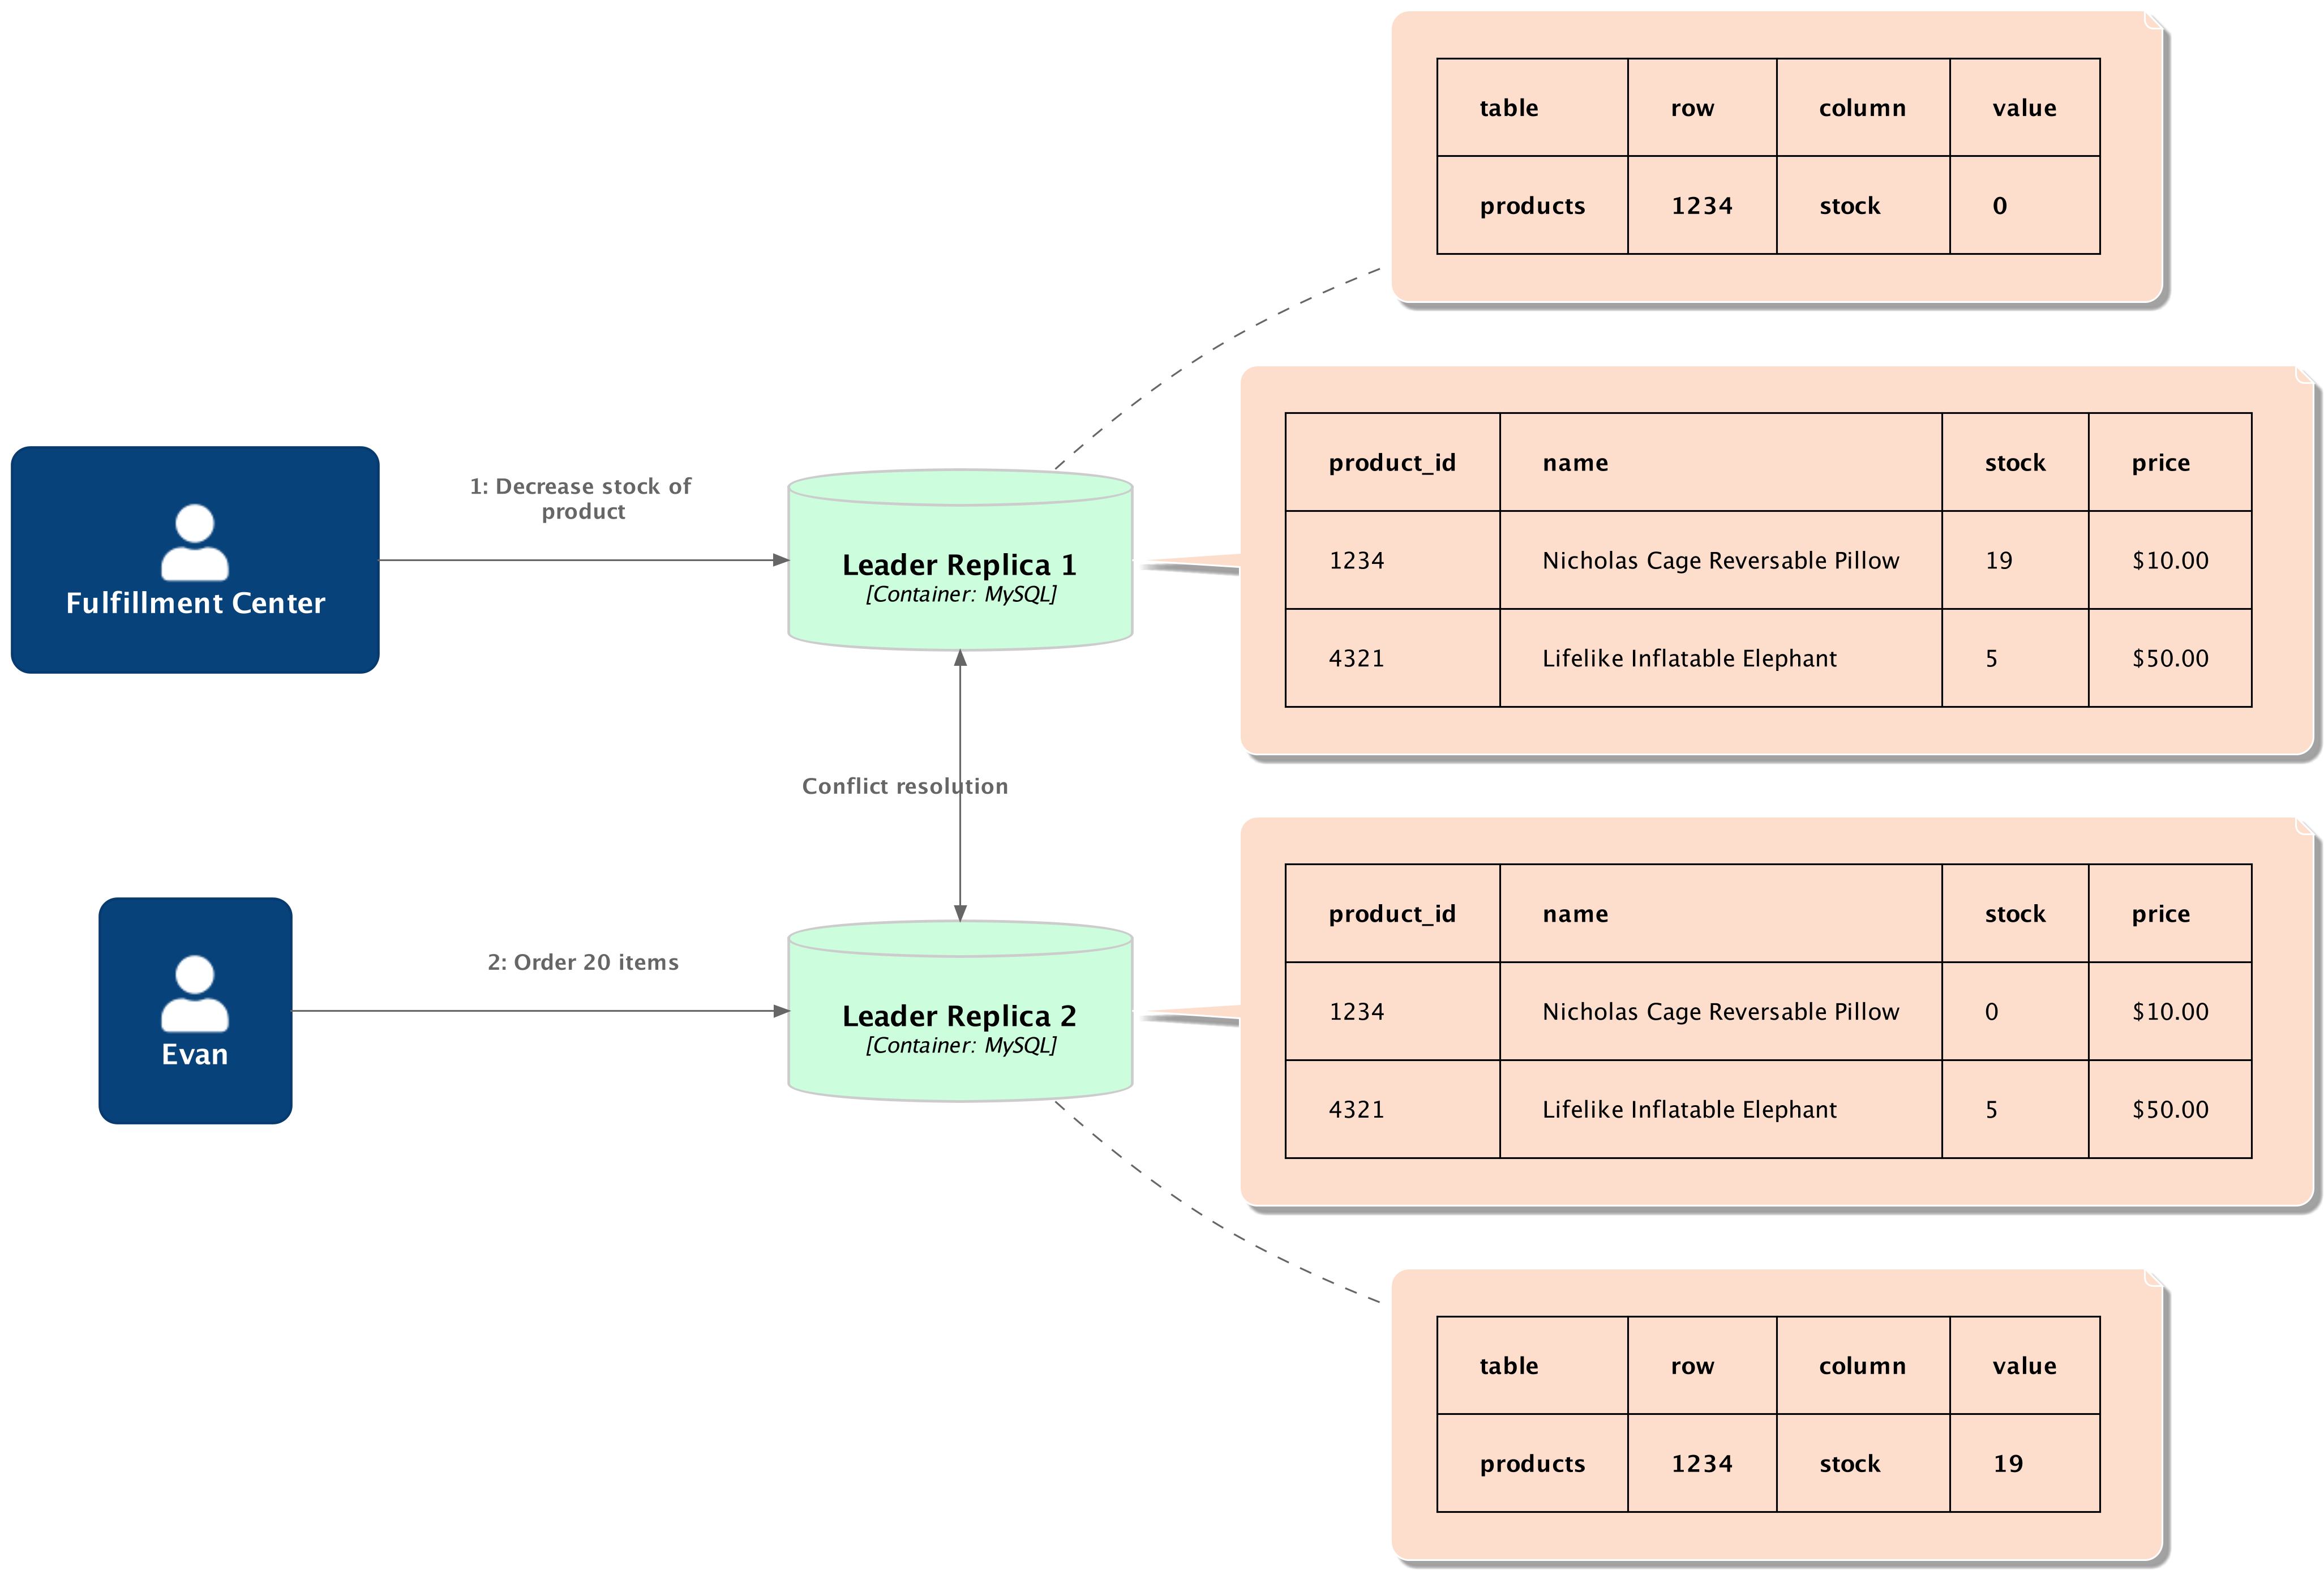 table row column value
products 1234 stock 0
1: Decrease stock of
product
Fulfillment Center
Leader Replica 1
[Container: MySQL]
product_id name stock price
1234 Nicholas Cage Reversable Pillow 19 $10.00
4321 Lifelike Inflatable Elephant 5 $50.00
Conflict resolution
2: Order 20 items
Evan
Leader Replica 2
[Container: MySQL]
product_id name stock price
1234 Nicholas Cage Reversable Pillow 0 $10.00
4321 Lifelike Inflatable Elephant 5 $50.00
table row column value
products 1234 stock 19